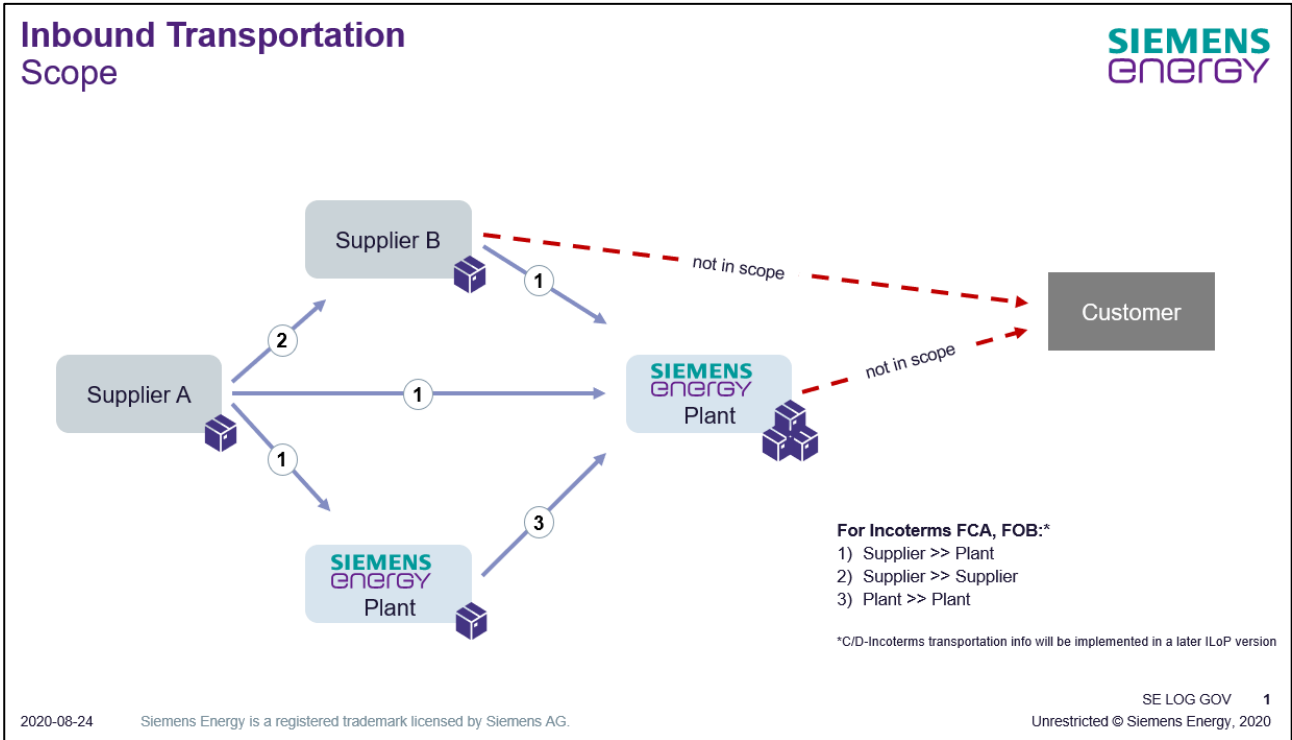 Inbound Transportation
Scope
SIEMENS
energy
Supplier B
1
not in scope
Customer
2
Supplier A
1
SIEMENS
energy
Plant
not in scope
1
3
SIEMENS
energy
Plant
For Incoterms FCA, FOB:*
1) Supplier >> Plant
2) Supplier >> Supplier
3) Plant >> Plant
*C/D-Incoterms transportation info will be implemented in a later ILoP version
SE LOG GOV 1
2020-08-24 Siemens Energy is a registered trademark licensed by Siemens AG.
Unrestricted © Siemens Energy, 2020